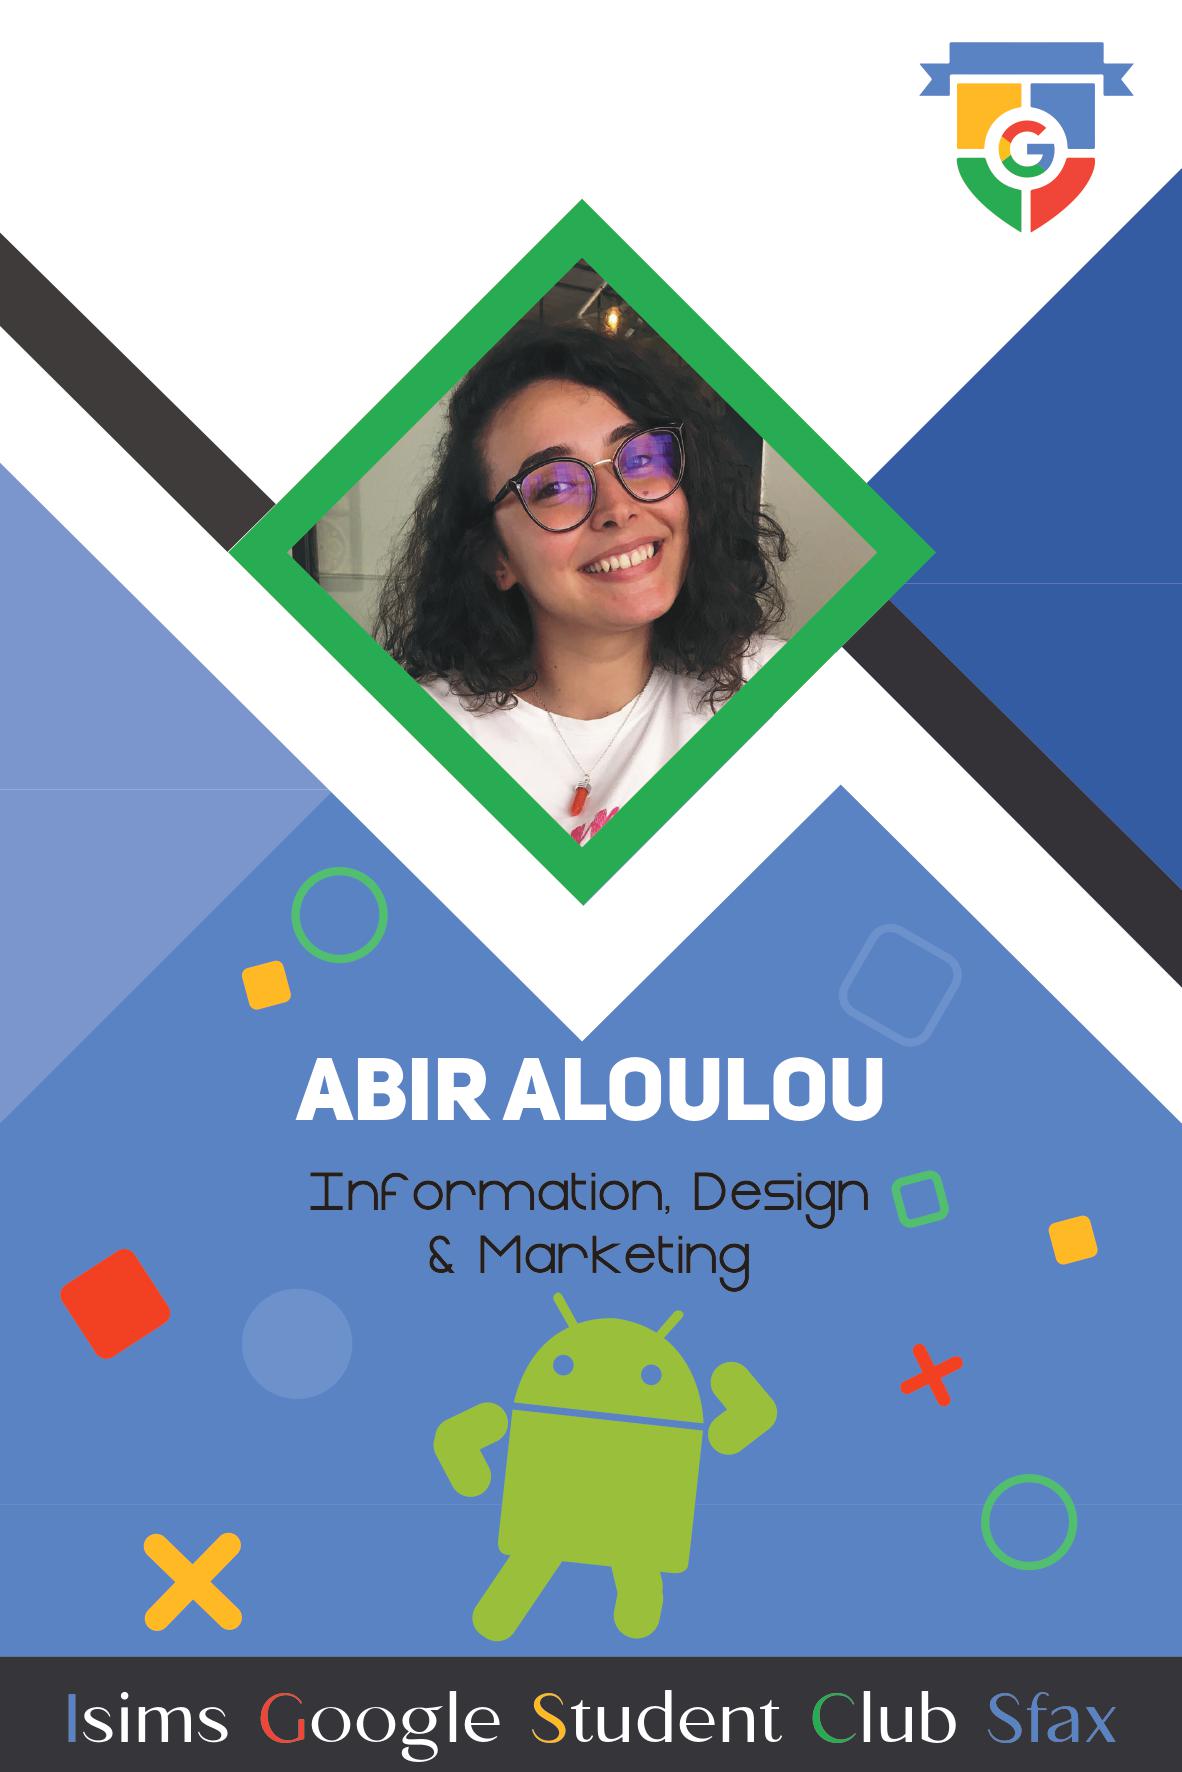 ABIR ALOULOU
Information, Design
& Marketing
Isims Google Student Club Sfax